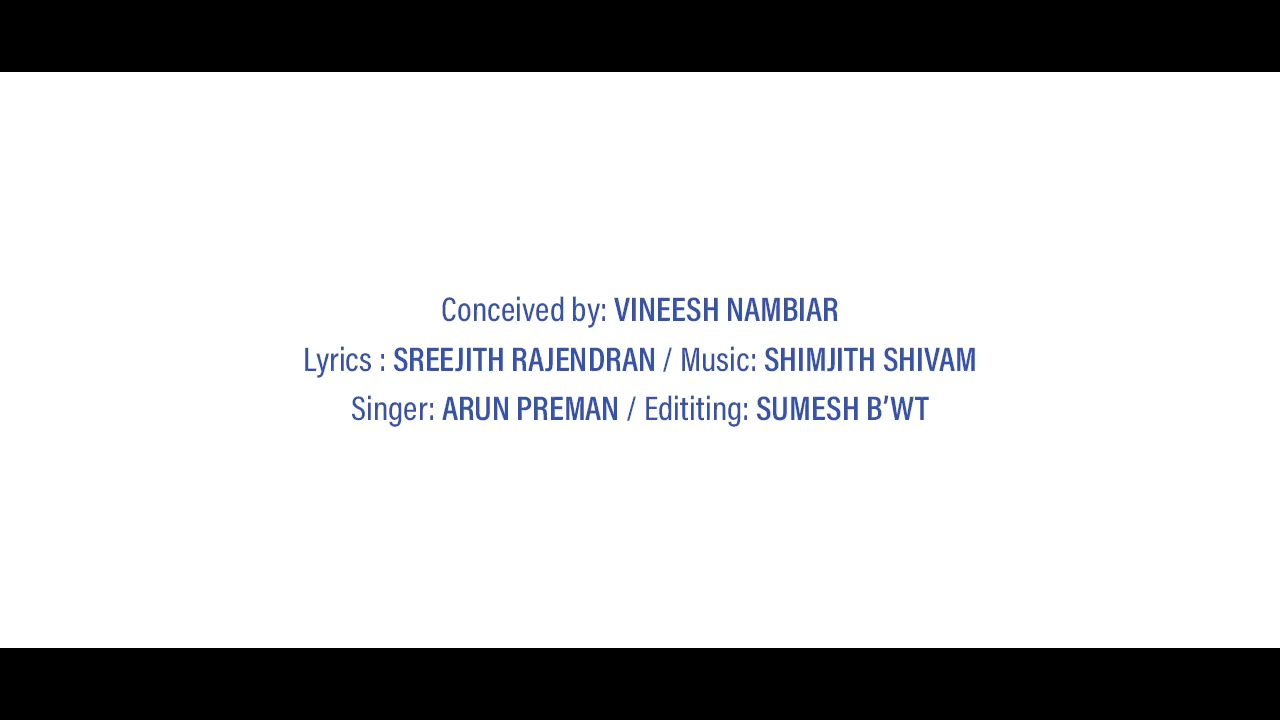 Conceived by: VINEESH NAMBIAR
Lyrics : SREEJITH RAJENDRAN / Music: SHIMJITH SHIVAM
Singer: ARUN PREMAN / Edititing: SUMESH B’WT